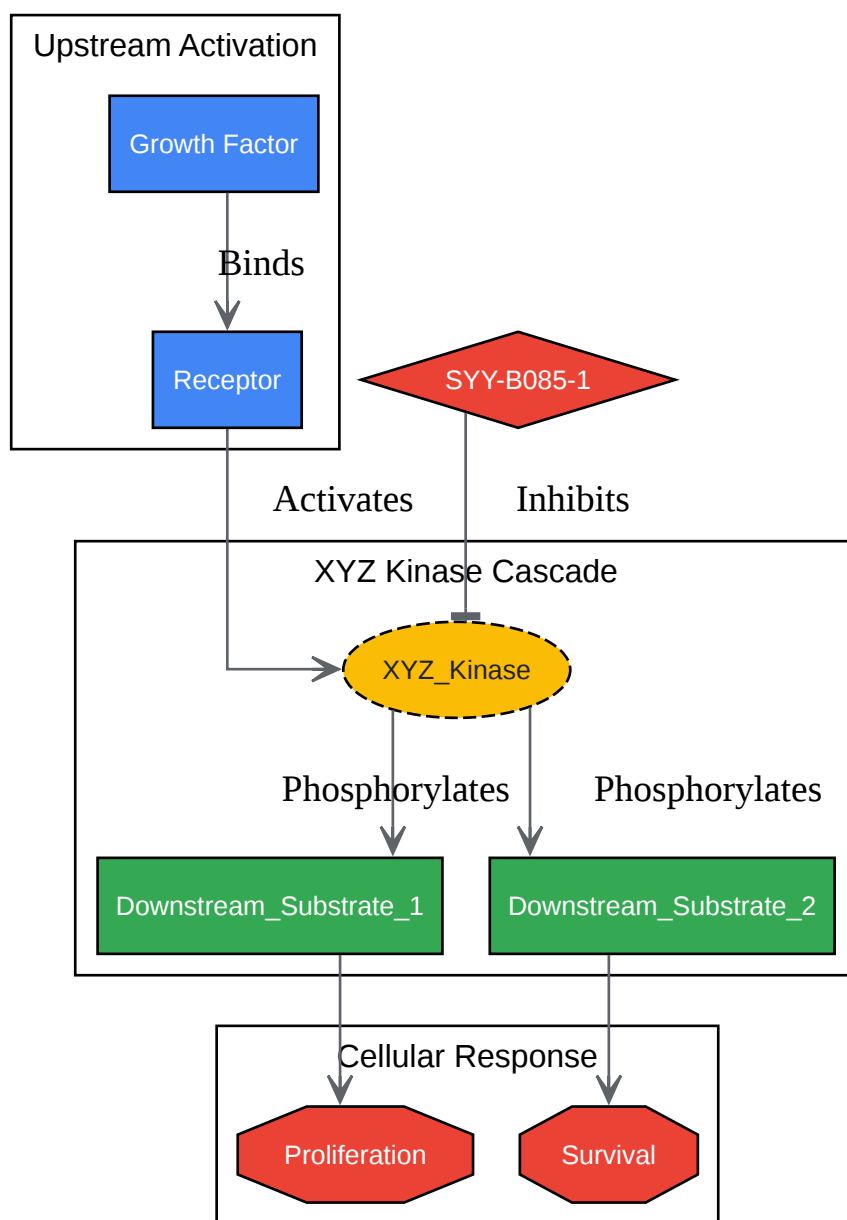 Upstream Activation
Growth Factor
Binds
Receptor
SYY-B085-1
Activates
Inhibits
XYZ Kinase Cascade
XYZ_Kinase
Phosphorylates
Phosphorylates
Downstream_Substrate_1
Downstream_Substrate_2
Cellular Response
Proliferation
Survival